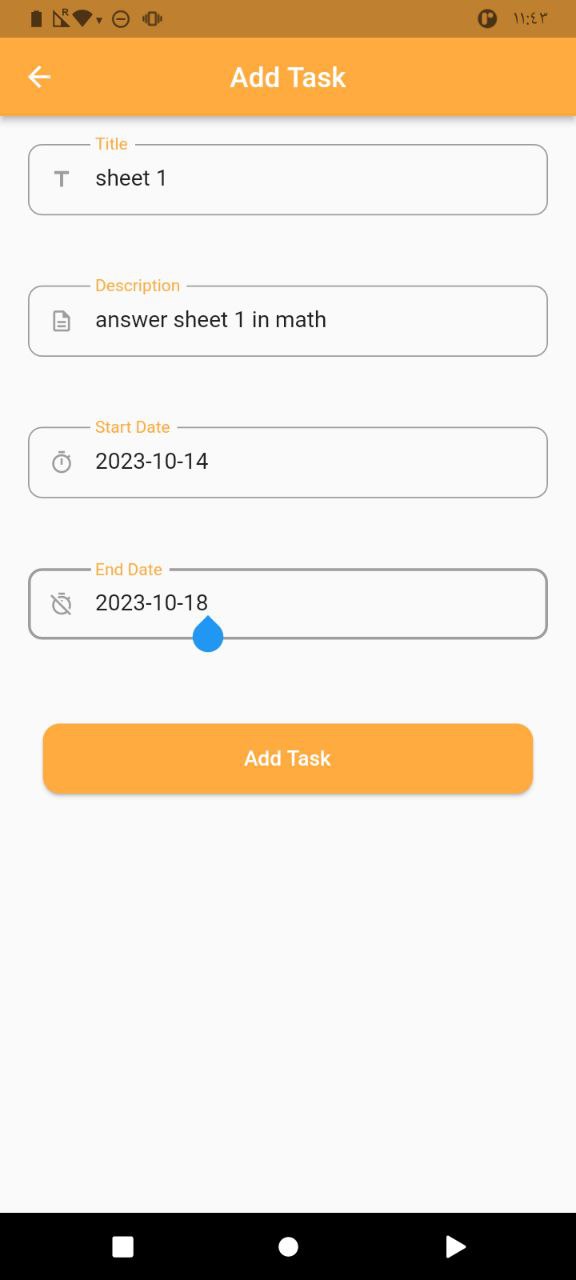 ١١:٤٣
Add Task
Title
sheet 1
Description
answer sheet 1 in math
Start Date
2023-10-14
End Date
2023-10-18
Add Task